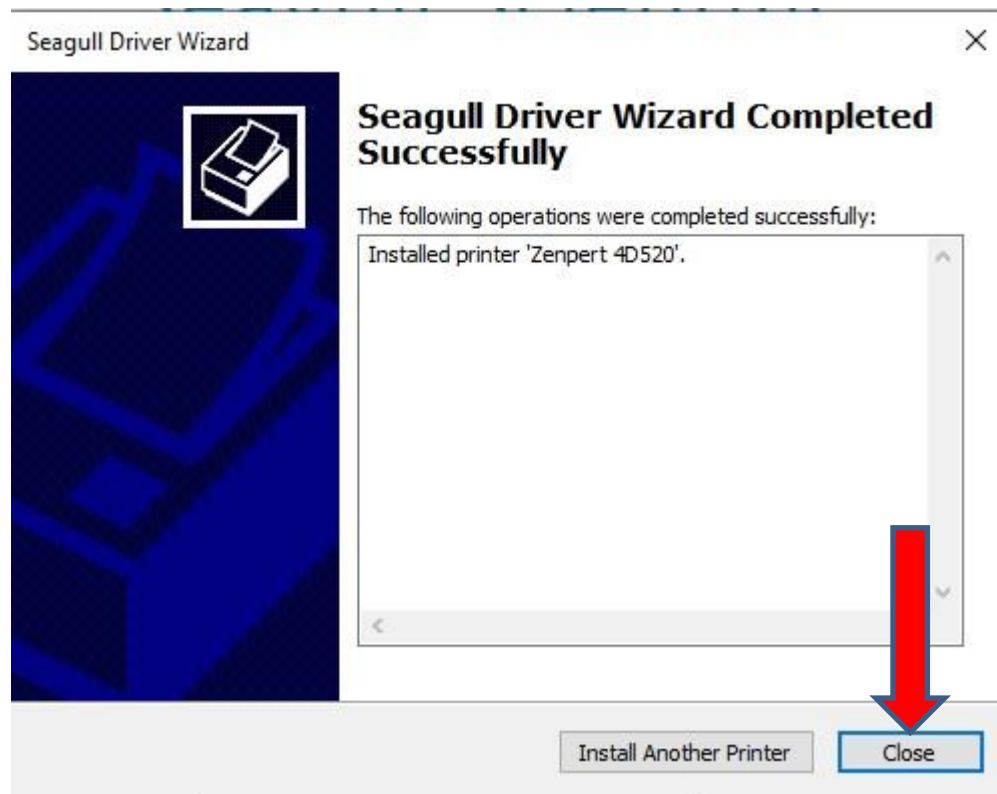 Seagull Driver Wizard
Seagull Driver Wizard Completed
Successfully
The following operations were completed successfully:
Installed printer 'Zenpert 4D520'.
Install Another Printer
Close